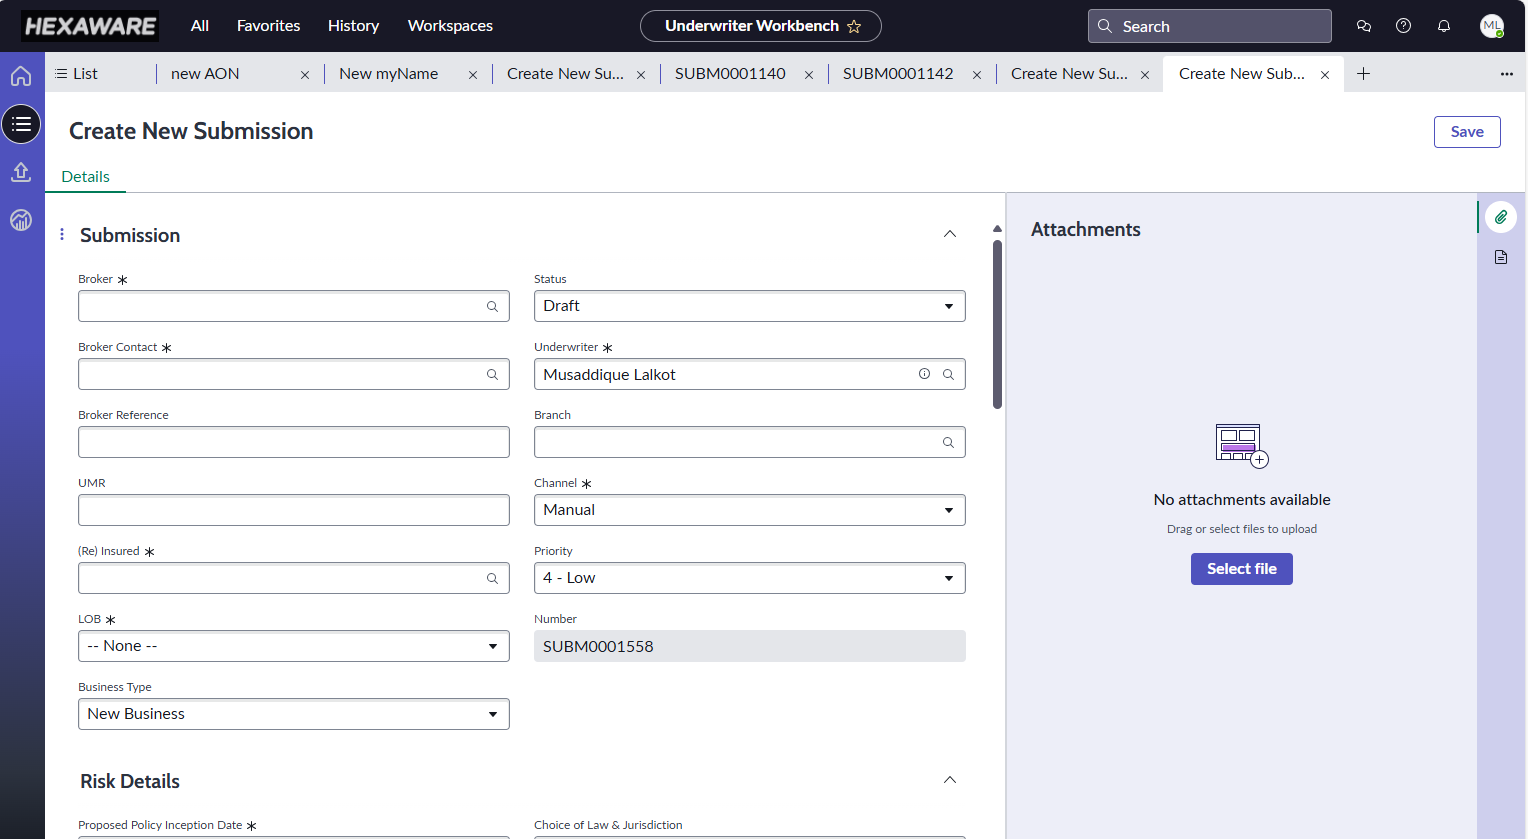 HEXAWARE All Favorites History Workspaces Underwriter Workbench Search ML
List new AON New myName Create New Su... SUBM0001140 SUBM0001142 Create New Su... Create New Sub...
Create New Submission Save
Details
Submission
Attachments
Broker * Status
Draft
Broker Contact * Underwriter *
Musaddique Lalkot
Broker Reference Branch
UMR Channel *
Manual
No attachments available
Drag or select files to upload
Select file
(Re) Insured * Priority
4 - Low
LOB * Number
-- None -- SUBM0001558
Business Type
New Business
Risk Details
Proposed Policy Inception Date * Choice of Law & Jurisdiction